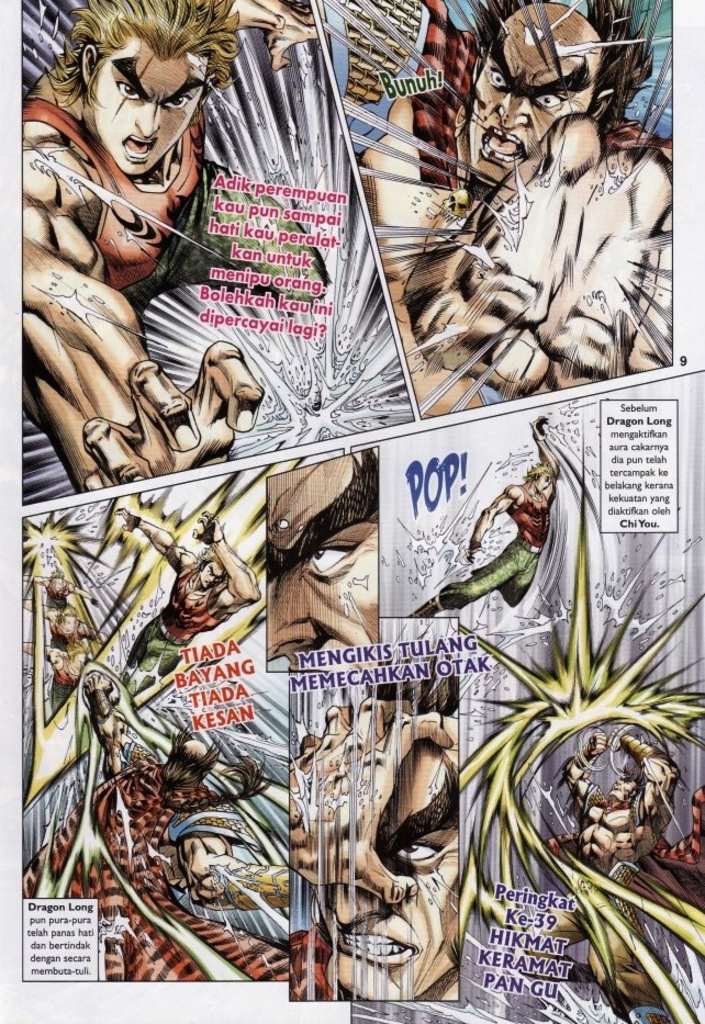 Bunuh!
Adik perempuan
kau pun sampai
hati kau peralat-
kan untuk
menipu orang.
Bolehkah kau ini
dipercayai lagi?
9
Sebelum
Dragon Long
mengaktifkan
aura cakarnya
dia pun telah
tercampak ke
belakang kerana
kekuatan yang
diaktifkan oleh
Chi You.
POP!
TIADA
BAYANG
TIADA
KESAN
MENGIKIS TULANG
MEMECAHKAN OTAK
Dragon Long
pun pura-pura
telah panas hati
dan bertindak
dengan secara
membuta-tuli.
Peringkat
Ke-39
HIKMAT
KERAMAT
PAN GU